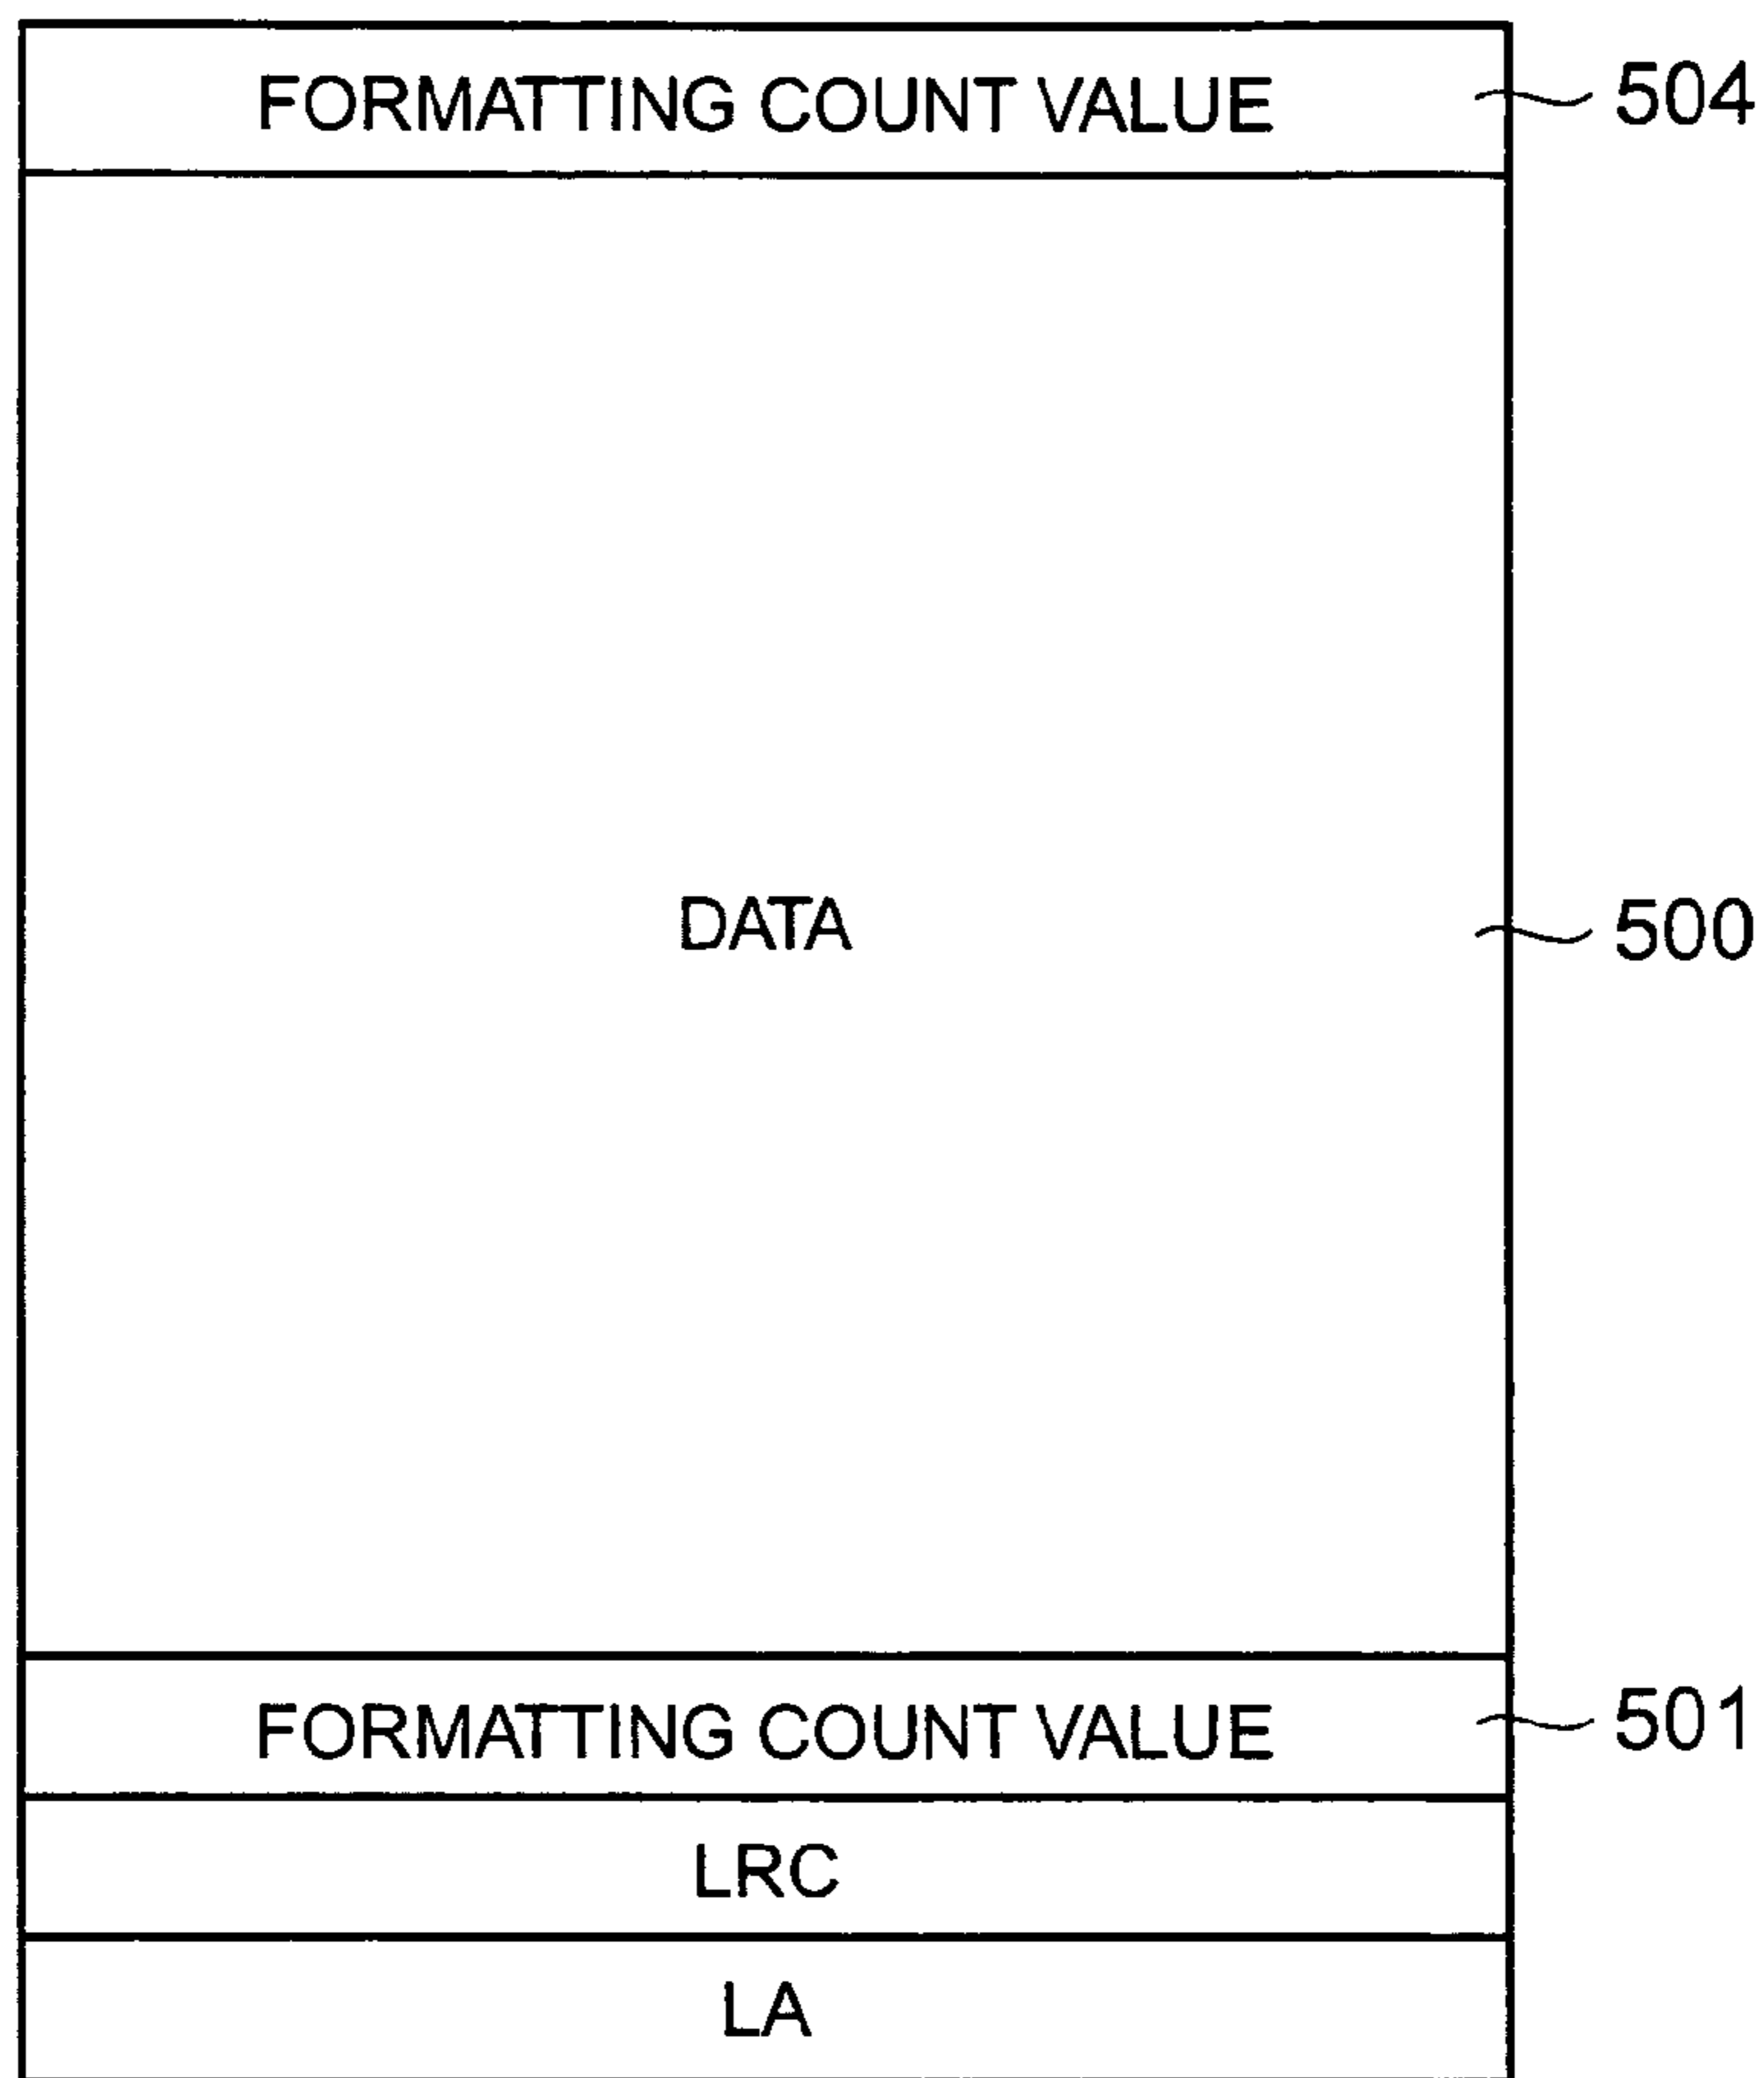 FORMATTING COUNT VALUE 504
DATA 500
FORMATTING COUNT VALUE 501
LRC
LA